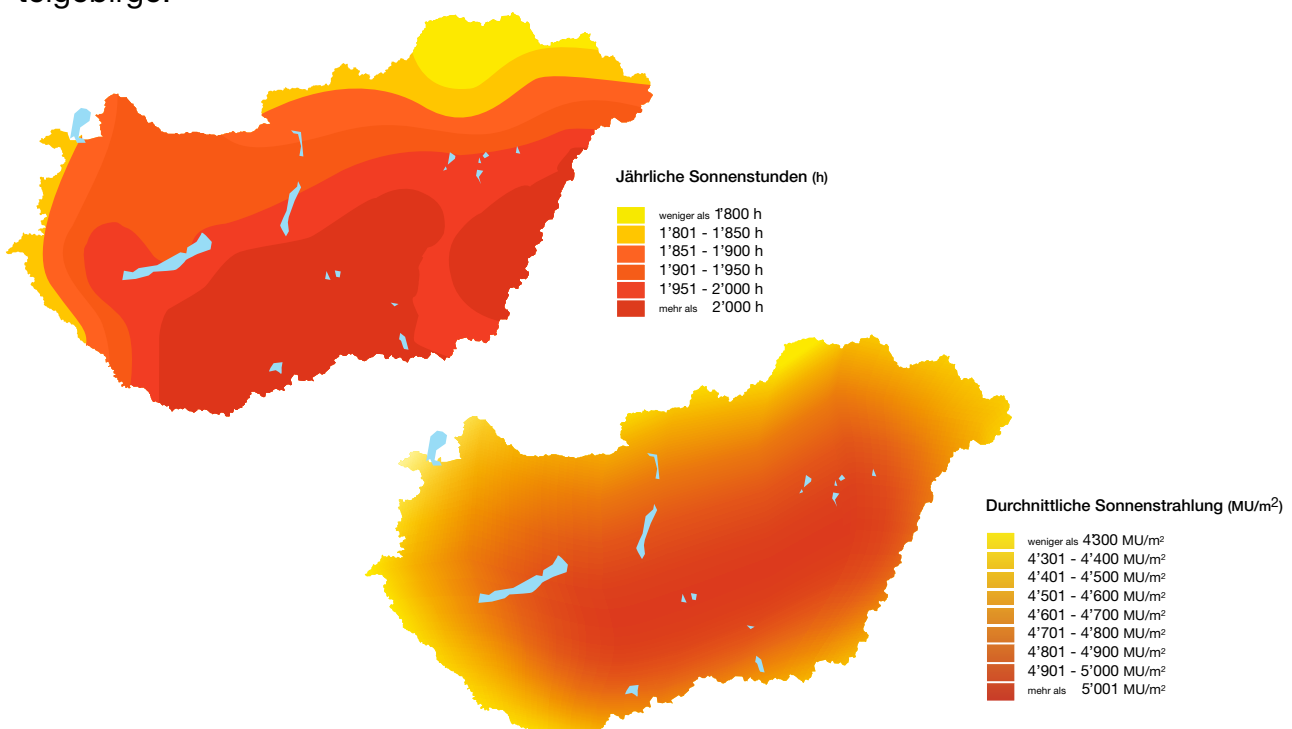 telgebirge.
Jährliche Sonnenstunden (h)
weniger als 1'800 h
1'801 - 1'850 h
1'851 - 1'900 h
1'901 - 1'950 h
1'951 - 2'000 h
mehr als 2'000 h
Durchnittliche Sonnenstrahlung (MU/m²)
weniger als 4'300 MU/m²
4'301 - 4'400 MU/m²
4'401 - 4'500 MU/m²
4'501 - 4'600 MU/m²
4'601 - 4'700 MU/m²
4'701 - 4'800 MU/m²
4'801 - 4'900 MU/m²
4'901 - 5'000 MU/m²
mehr als 5'001 MU/m²